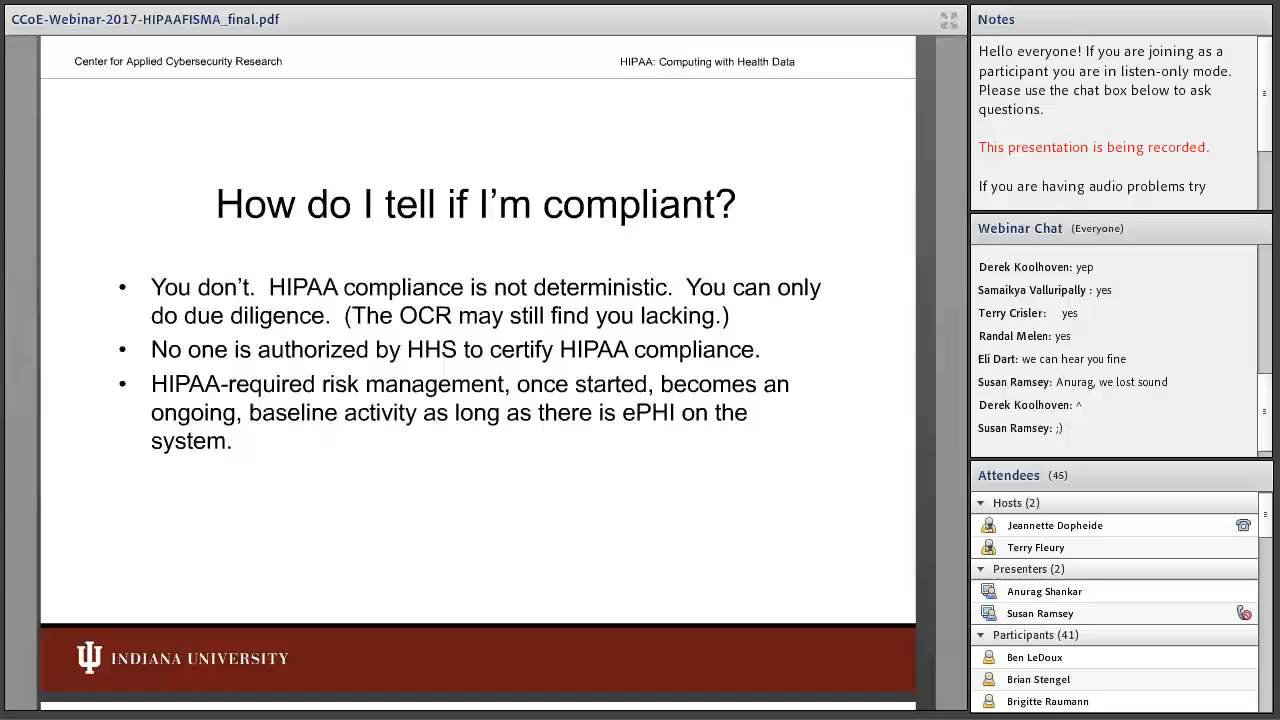 CCoE-Webinar-2017-HIPAAFISMA_final.pdf
Center for Applied Cybersecurity Research
HIPAA: Computing with Health Data
How do I tell if I’m compliant?
• You don’t.  HIPAA compliance is not deterministic.  You can only
do due diligence.  (The OCR may still find you lacking.)
• No one is authorized by HHS to certify HIPAA compliance.
• HIPAA-required risk management, once started, becomes an
ongoing, baseline activity as long as there is ePHI on the
system.
INDIANA UNIVERSITY
Notes
Hello everyone! If you are joining as a
participant you are in listen-only mode.
Please use the chat box below to ask
questions.
This presentation is being recorded.
If you are having audio problems try
Webinar Chat (Everyone)
Derek Koolhoven: yep
Samaikya Valluripally : yes
Terry Crisler: yes
Randal Melen: yes
Eli Dart: we can hear you fine
Susan Ramsey: Anurag, we lost sound
Derek Koolhoven: ^
Susan Ramsey: ;)
Attendees (45)
Hosts (2)
Jeannette Dopheide
Terry Fleury
Presenters (2)
Anurag Shankar
Susan Ramsey
Participants (41)
Ben LeDoux
Brian Stengel
Brigitte Raumann